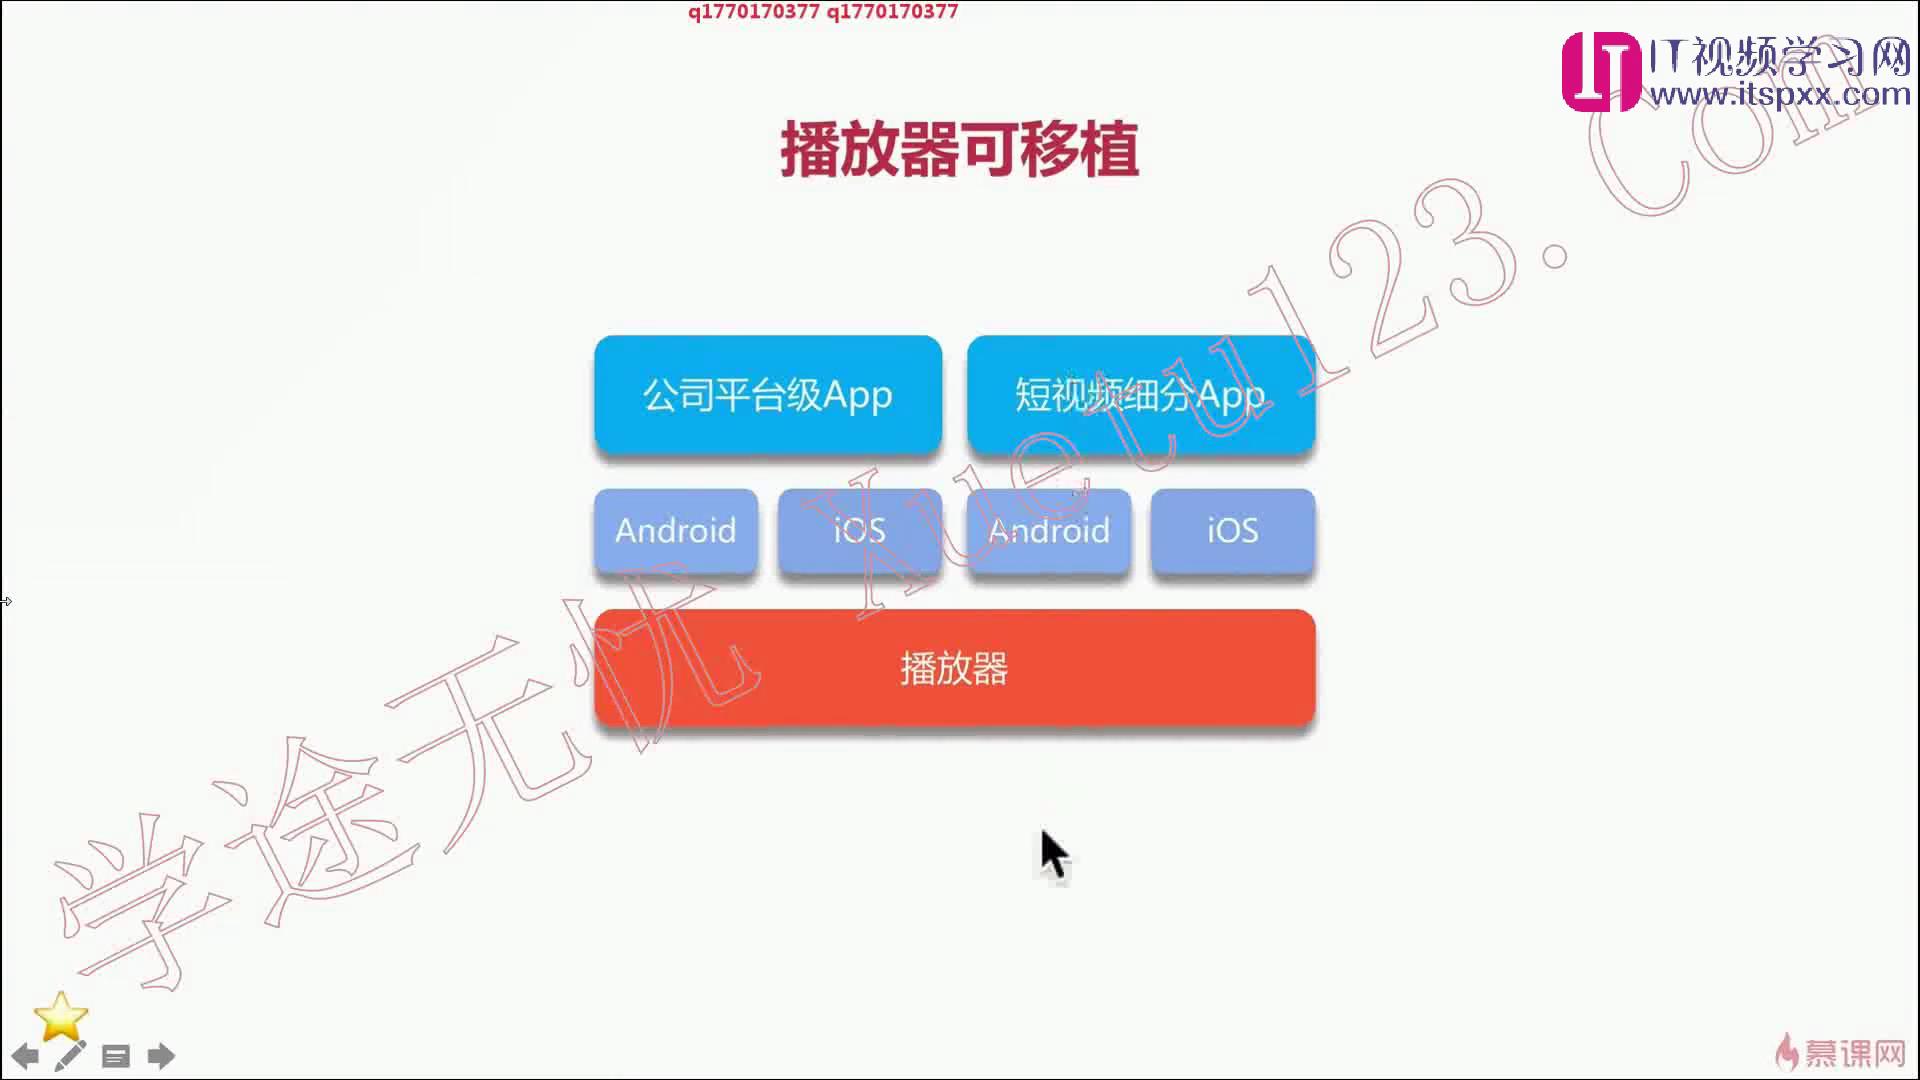 q1770170377 q1770170377
IT视频学习网
www.itspxx.com
播放器可移植
公司平台级App
短视频细分App
Android
iOS
Android
iOS
播放器
学途无忧 Xuetu123.Com
慕课网